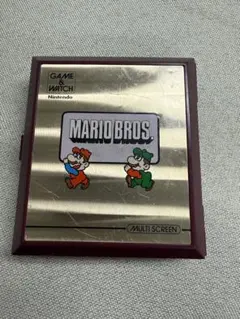 GAME
&
WATCH
Nintendo
MARIO BROS.
MULTI SCREEN